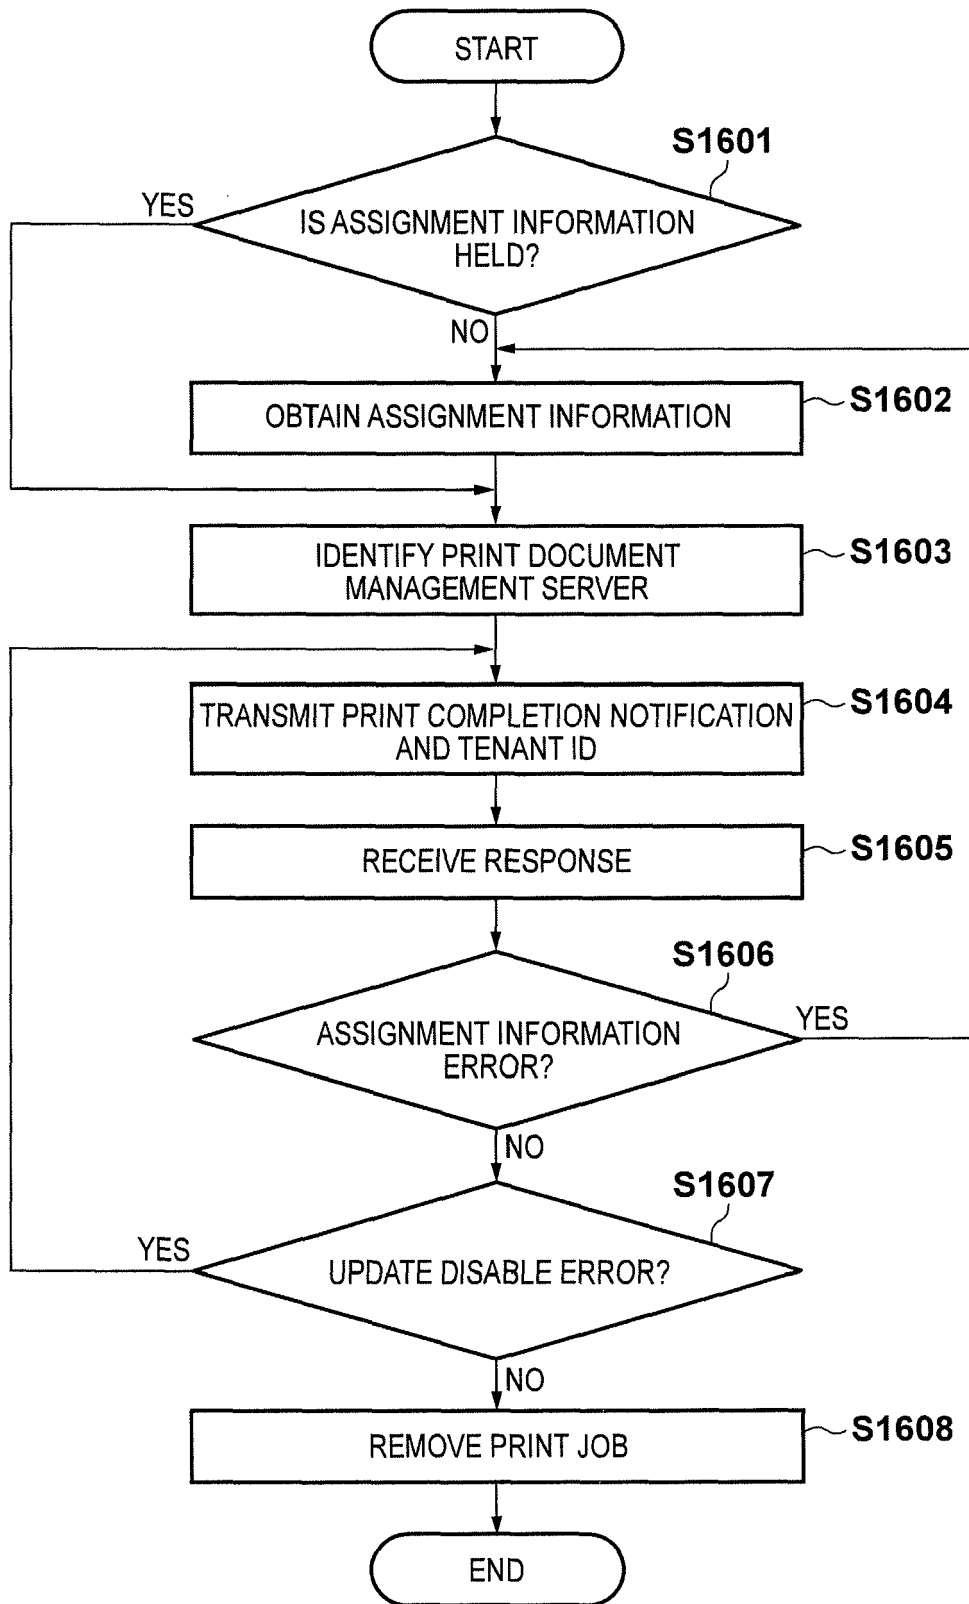 START
S1601
YES
IS ASSIGNMENT INFORMATION
HELD?
NO
OBTAIN ASSIGNMENT INFORMATION
S1602
IDENTIFY PRINT DOCUMENT
MANAGEMENT SERVER
S1603
TRANSMIT PRINT COMPLETION NOTIFICATION
AND TENANT ID
S1604
RECEIVE RESPONSE
S1605
S1606
ASSIGNMENT INFORMATION
ERROR?
YES
NO
S1607
YES
UPDATE DISABLE ERROR?
NO
REMOVE PRINT JOB
S1608
END